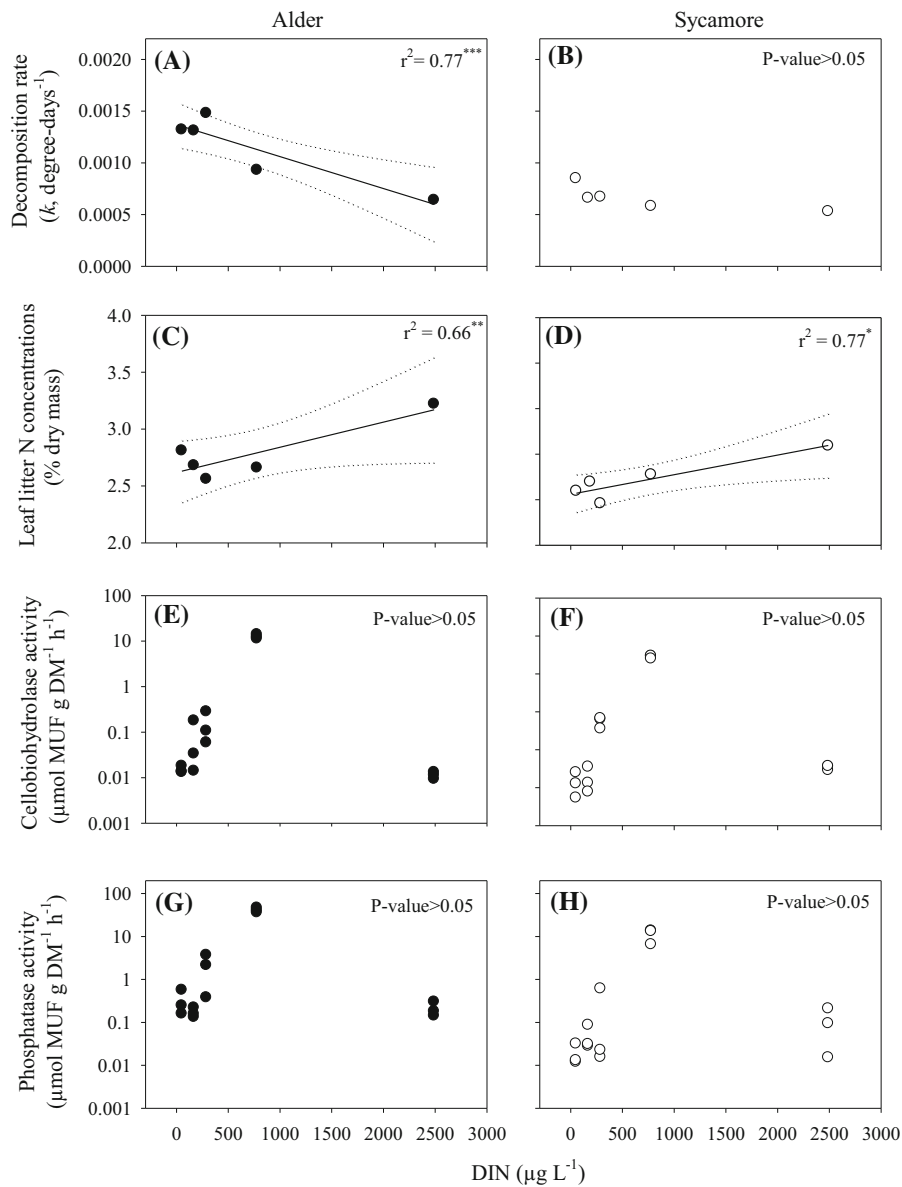 Alder Sycamore
Decomposition rate
(k, degree-days⁻¹)
0.0020
0.0015
0.0010
0.0005
0.0000
(A) r²= 0.77***
(B) P-value>0.05
Leaf litter N concentrations
(% dry mass)
4.0
3.5
3.0
2.5
2.0
(C) r² = 0.66**
(D) r² = 0.77*
Cellobiohydrolase activity
(µmol MUF g DM⁻¹ h⁻¹)
100
10
1
0.1
0.01
0.001
(E) P-value>0.05
(F) P-value>0.05
Phosphatase activity
(µmol MUF g DM⁻¹ h⁻¹)
100
10
1
0.1
0.01
0.001
(G) P-value>0.05
(H) P-value>0.05
0 500 1000 1500 2000 2500 3000 0 500 1000 1500 2000 2500 3000
DIN (µg L⁻¹)